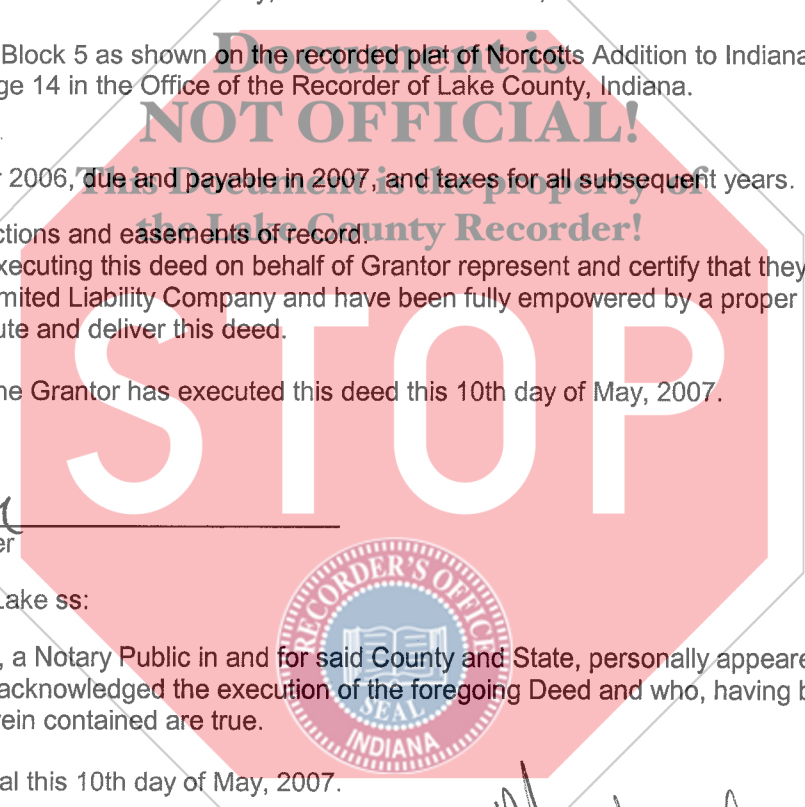 Document is
Block 5 as shown on the recorded plat of Norcotts Addition to Indiana
ge 14 in the Office of the Recorder of Lake County, Indiana.
NOT OFFICIAL!
2006, due and payable in 2007, and taxes for all subsequent years.
This Document is the property of
the Lake County Recorder!
ctions and easements of record.
xecuting this deed on behalf of Grantor represent and certify that they
mited Liability Company and have been fully empowered by a proper
ute and deliver this deed.
STOP
ne Grantor has executed this deed this 10th day of May, 2007.
er
Lake ss:
RECORDER'S OFFICE
, a Notary Public in and for said County and State, personally appeare
acknowledged the execution of the foregoing Deed and who, having b
SEAL
ein contained are true.
INDIANA
al this 10th day of May, 2007.